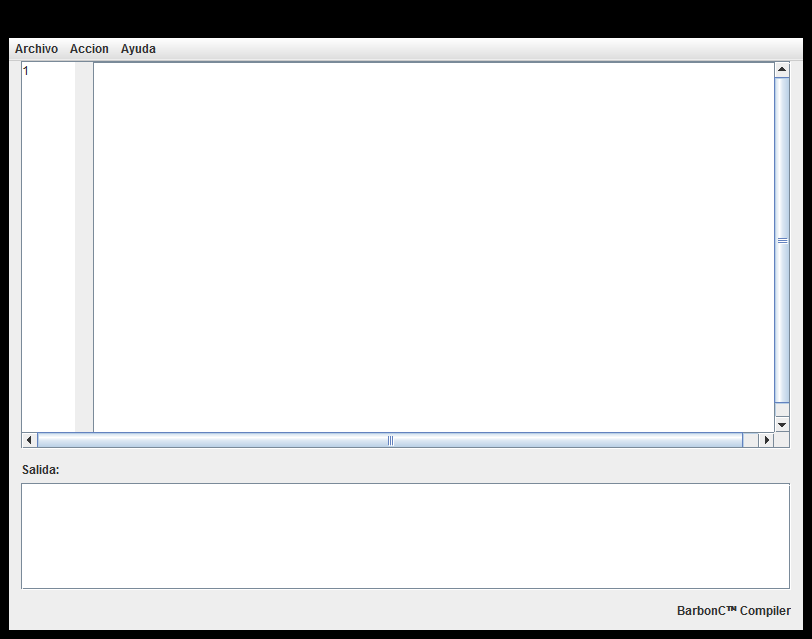 Archivo Accion Ayuda
1
Salida:
BarbonC™ Compiler